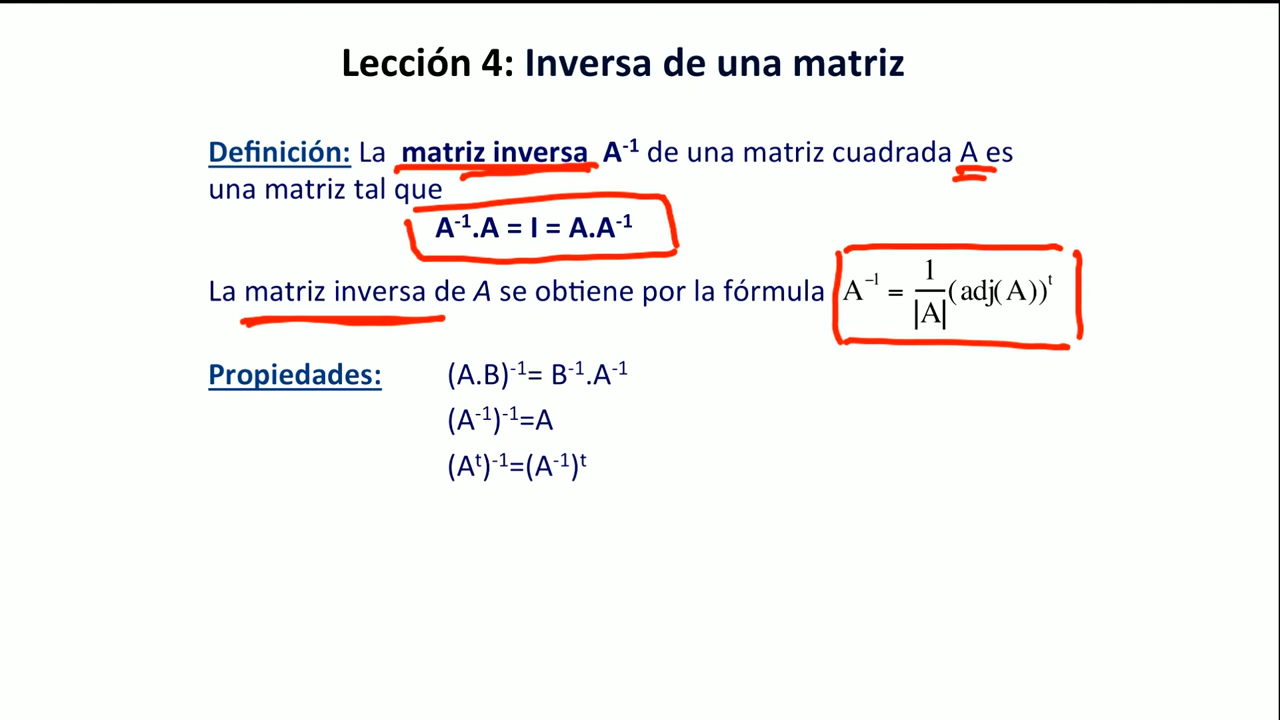 Lección 4: Inversa de una matriz
Definición: La matriz inversa A⁻¹ de una matriz cuadrada A es
una matriz tal que
A⁻¹.A = I = A.A⁻¹
La matriz inversa de A se obtiene por la fórmula A⁻¹ = 1/|A| (adj(A))ᵗ
Propiedades: (A.B)⁻¹= B⁻¹.A⁻¹
(A⁻¹)⁻¹=A
(Aᵗ)⁻¹=(A⁻¹)ᵗ